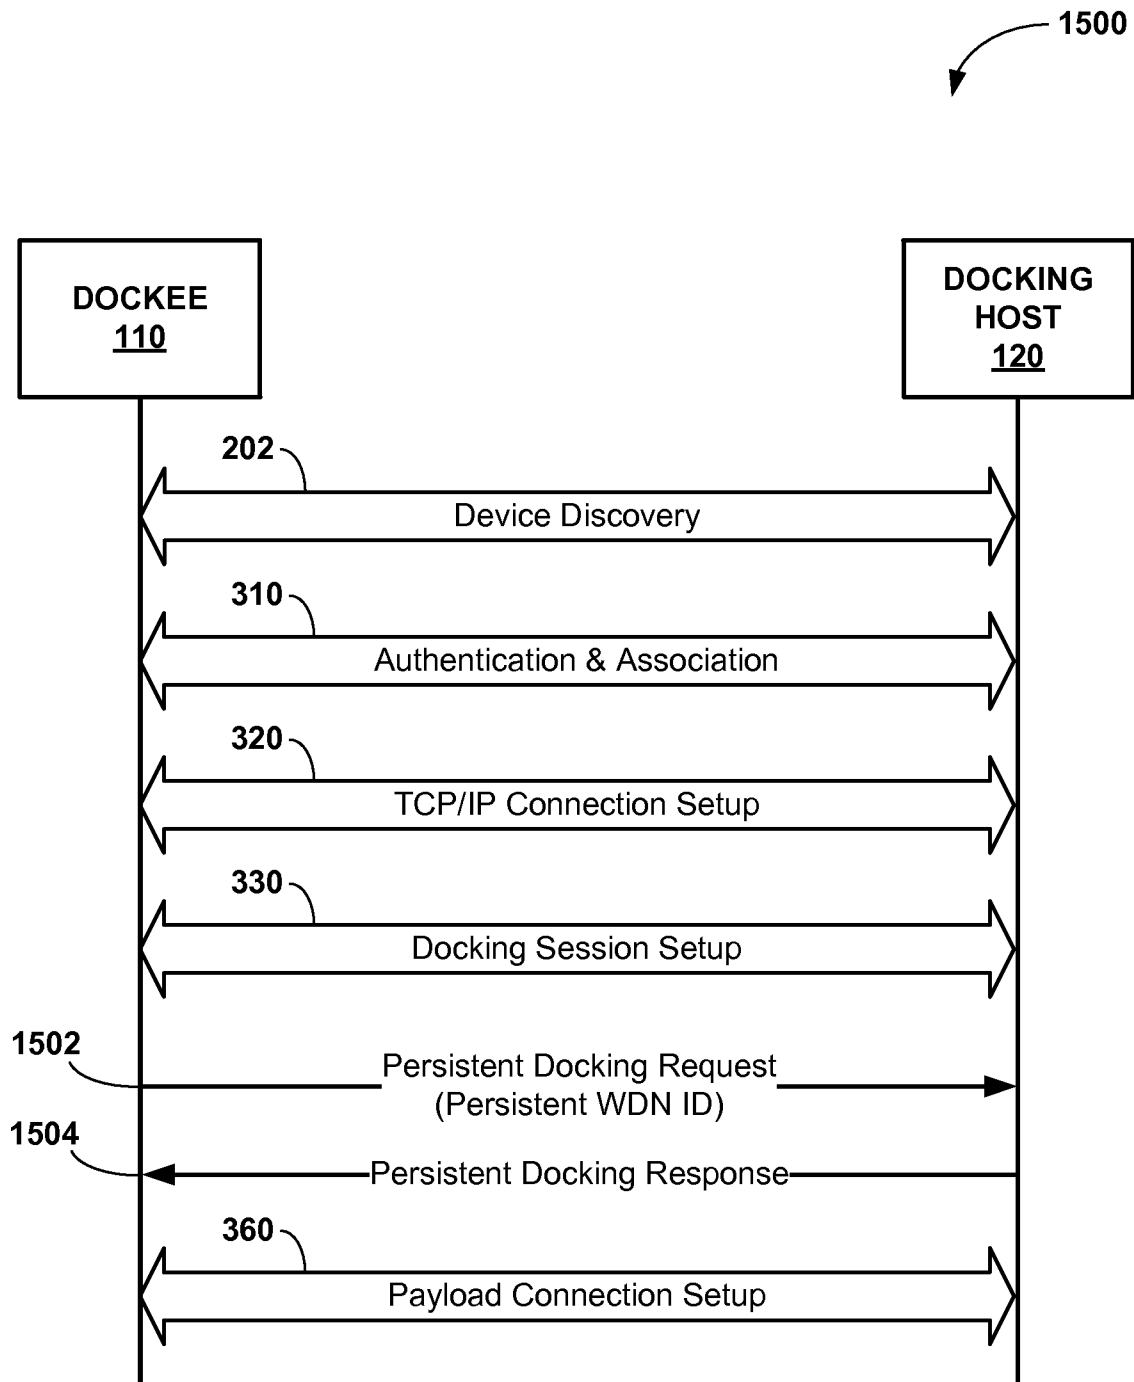 1500
DOCKEE
110
DOCKING
HOST
120
202
Device Discovery
310
Authentication & Association
320
TCP/IP Connection Setup
330
Docking Session Setup
1502
Persistent Docking Request
(Persistent WDN ID)
1504
Persistent Docking Response
360
Payload Connection Setup